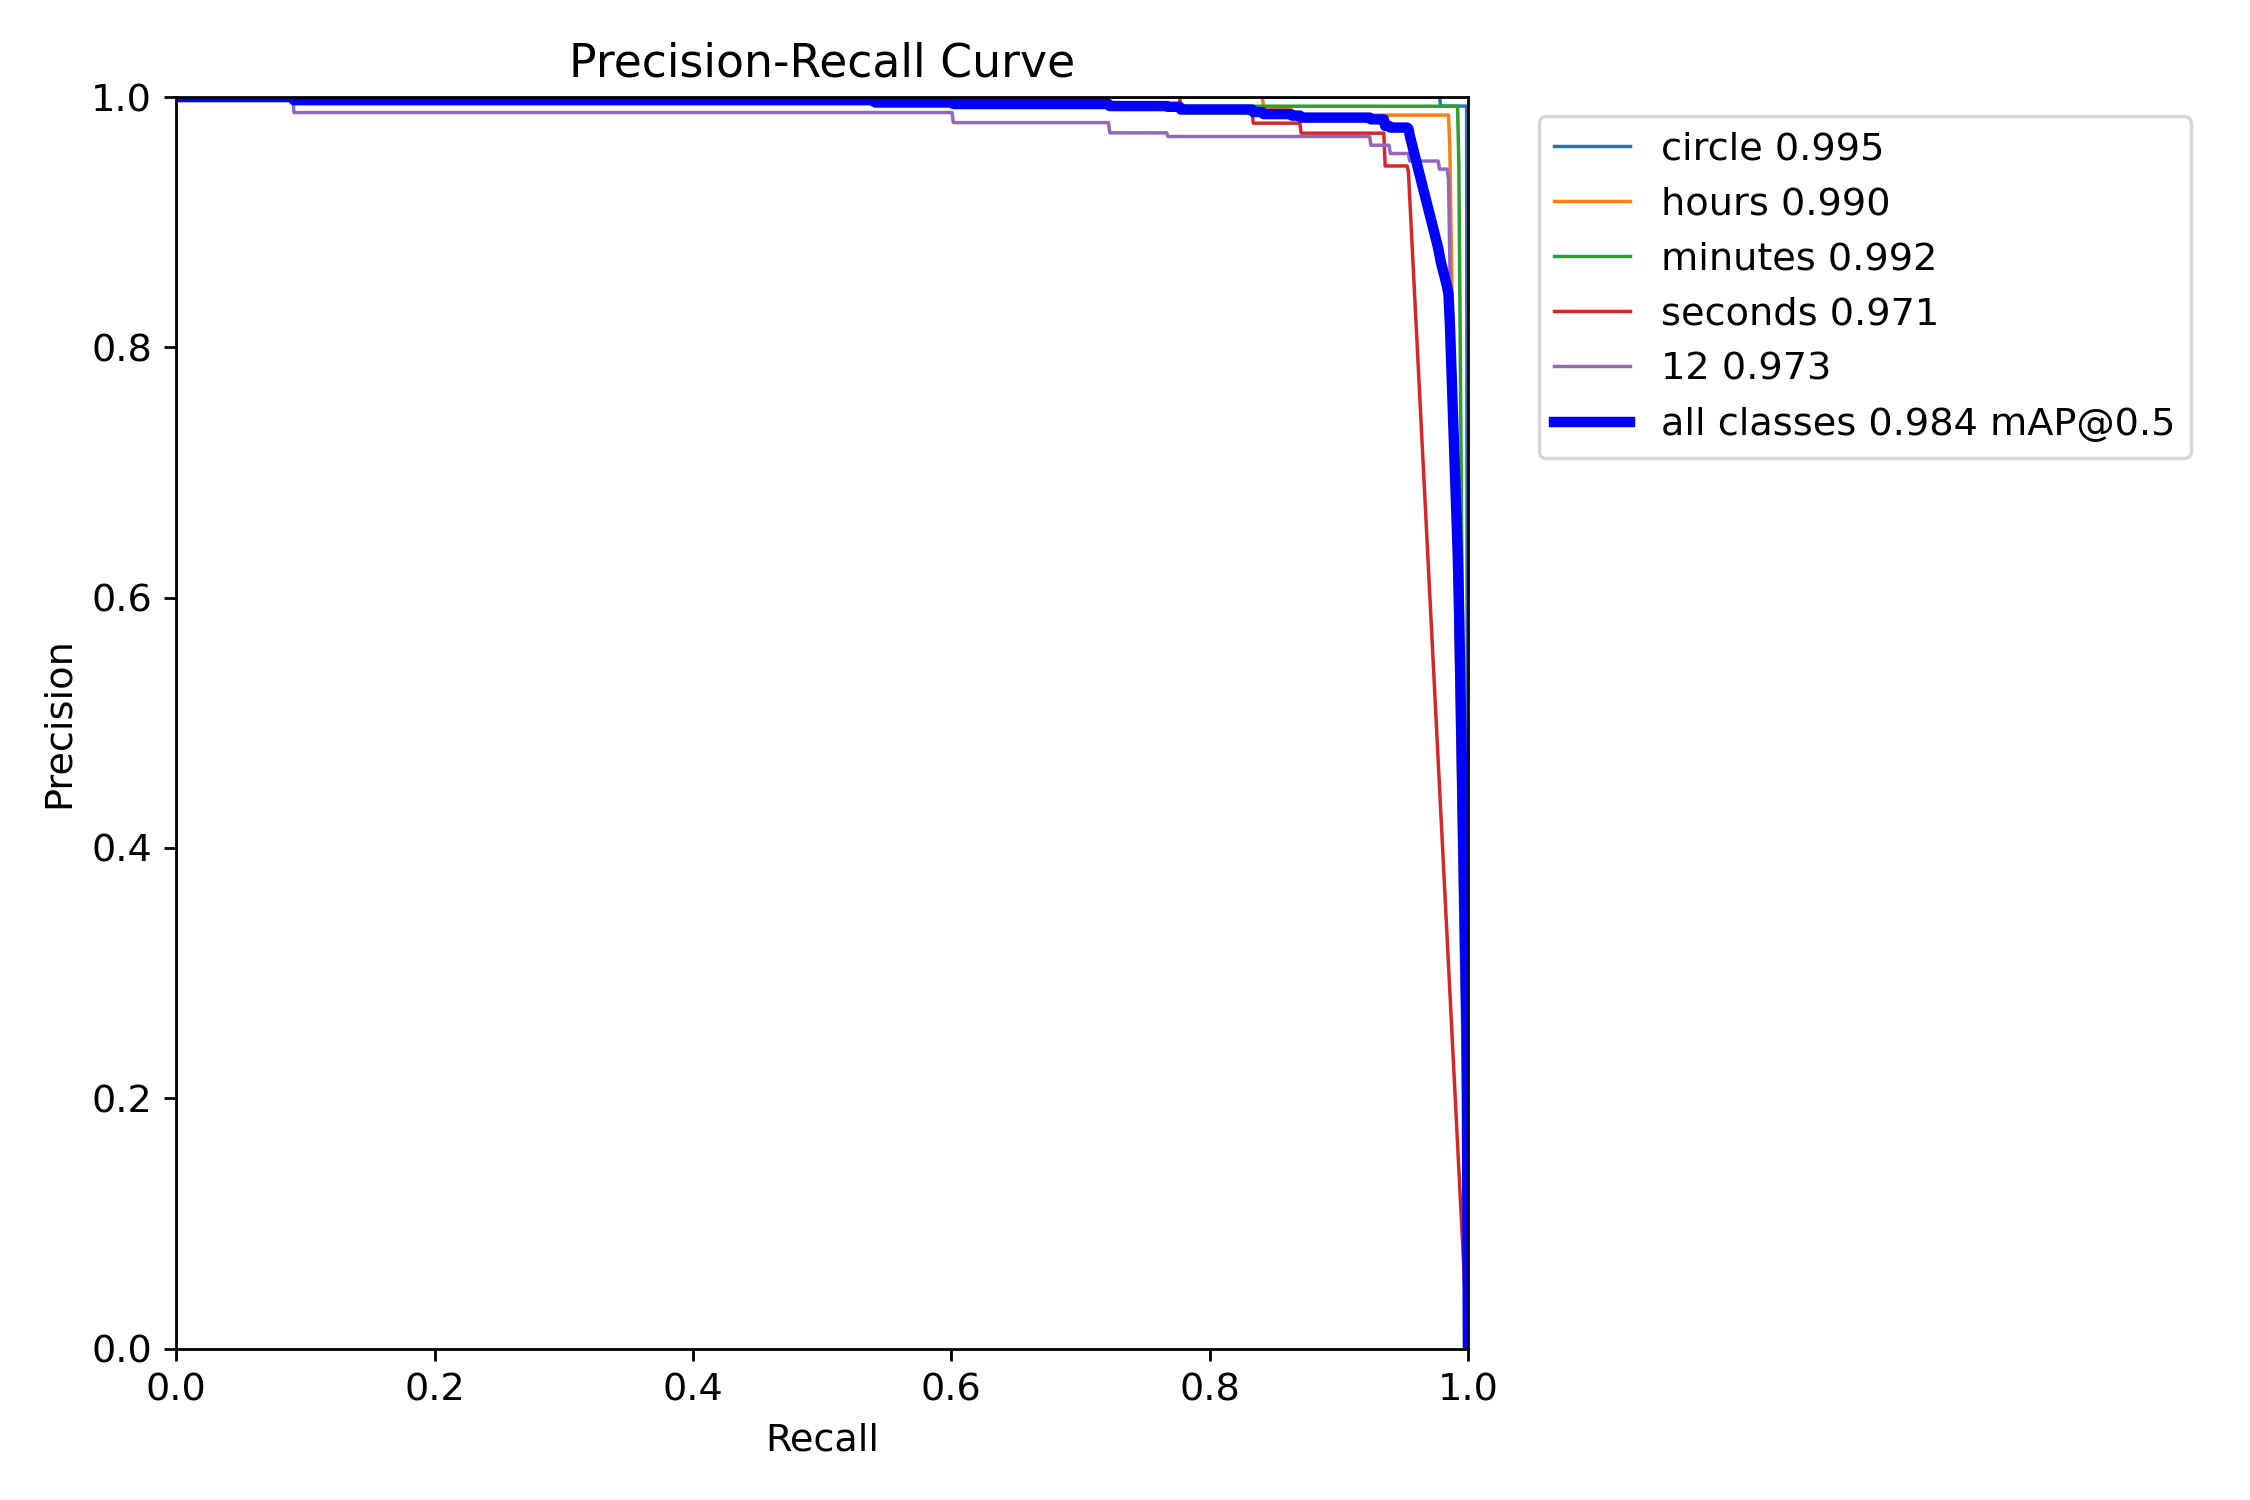 Precision-Recall Curve
1.0
0.8
0.6
0.4
0.2
0.0
Precision
0.0 0.2 0.4 0.6 0.8 1.0
Recall
circle 0.995
hours 0.990
minutes 0.992
seconds 0.971
12 0.973
all classes 0.984 mAP@0.5